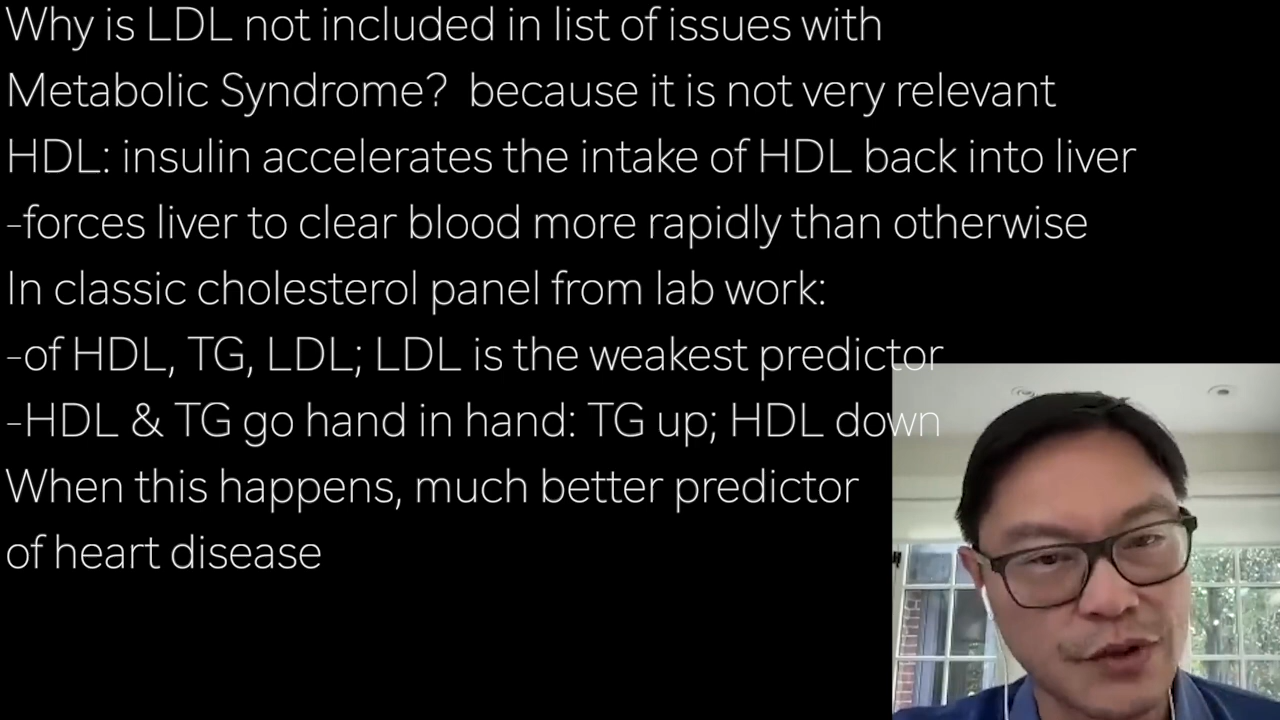 Why is LDL not included in list of issues with
Metabolic Syndrome?  because it is not very relevant
HDL: insulin accelerates the intake of HDL back into liver
-forces liver to clear blood more rapidly than otherwise
In classic cholesterol panel from lab work:
-of HDL, TG, LDL; LDL is the weakest predictor
-HDL & TG go hand in hand: TG up; HDL down
When this happens, much better predictor
of heart disease